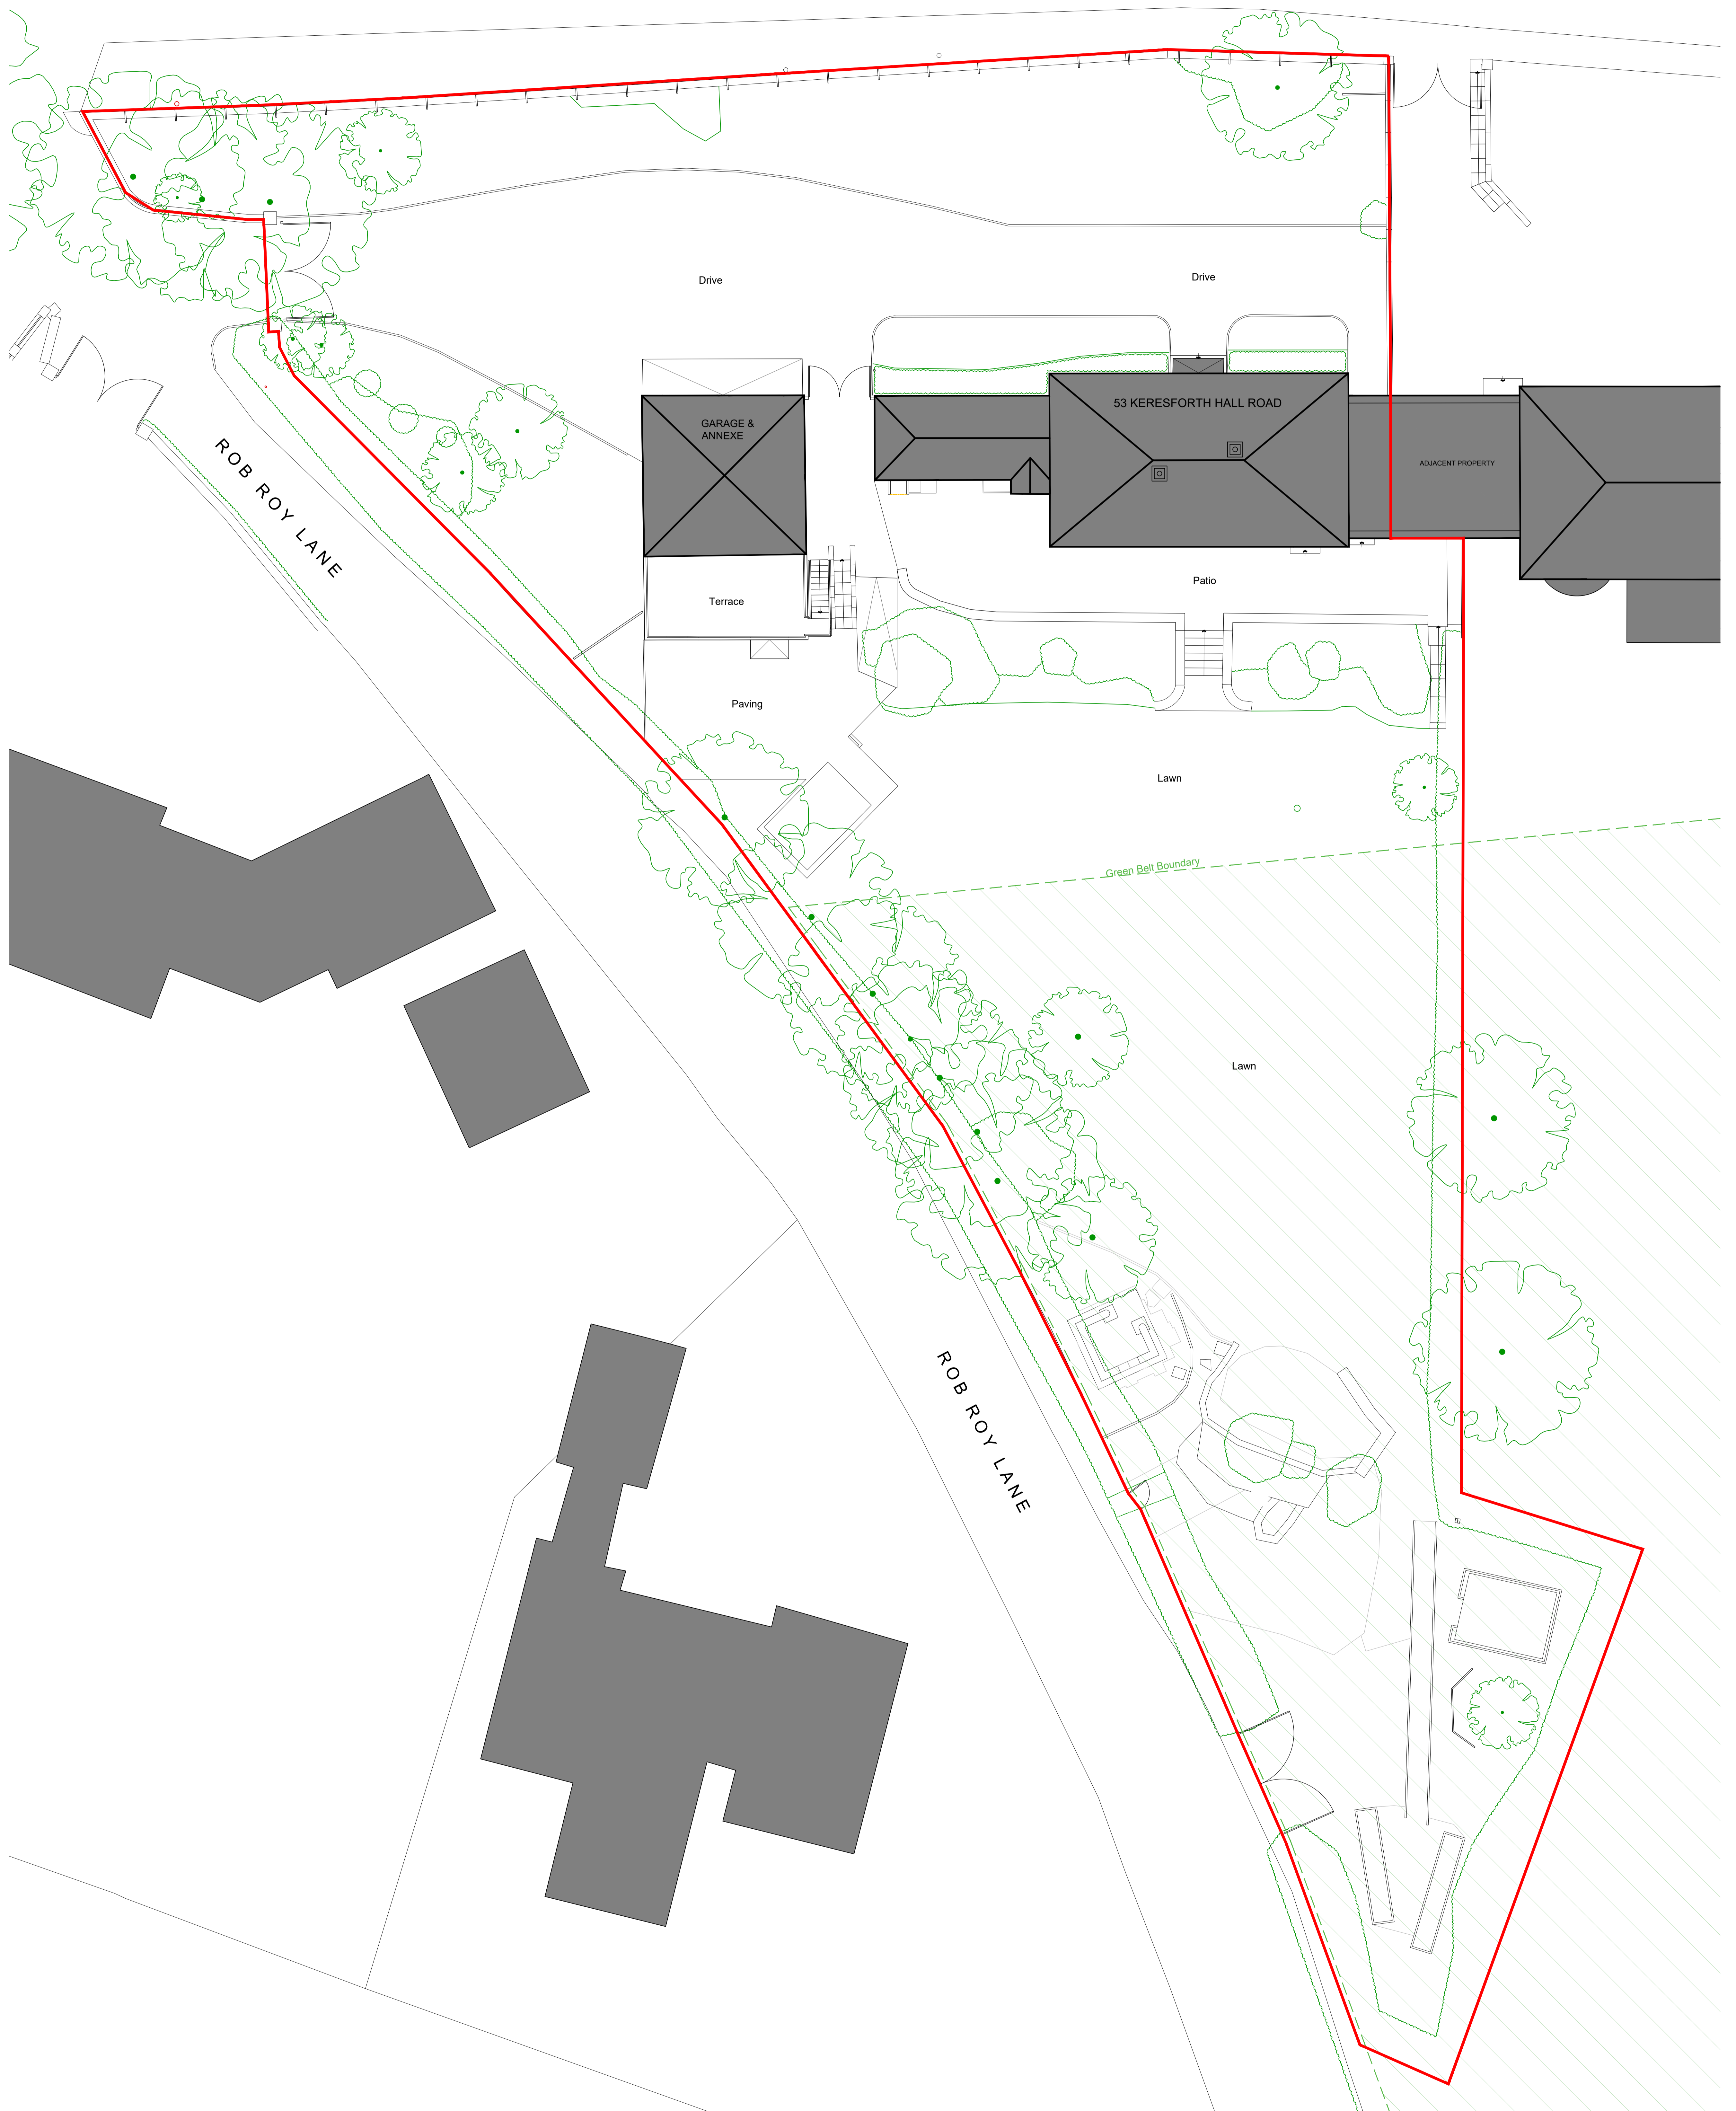 Drive
Drive
53 KERESFORTH HALL ROAD
GARAGE &
ANNEXE
ADJACENT PROPERTY
ROB ROY LANE
Patio
Terrace
Paving
Lawn
Green Belt Boundary
Lawn
ROB ROY LANE